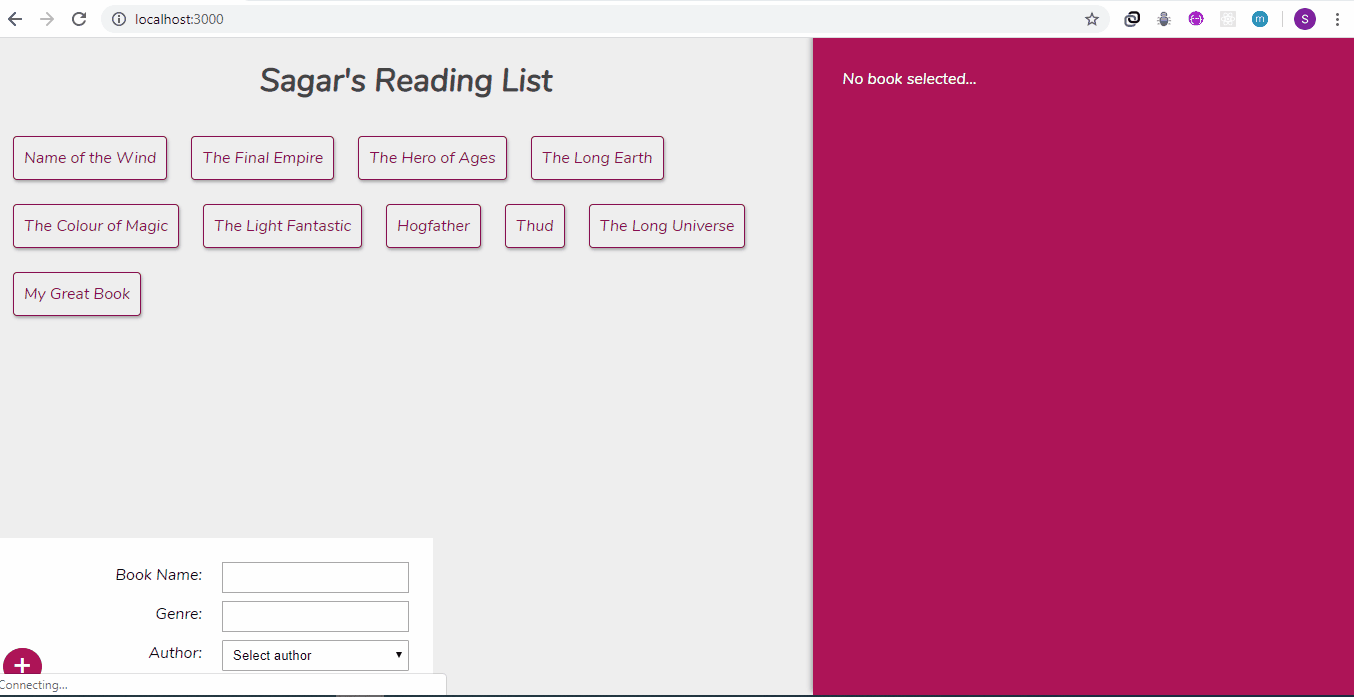 localhost:3000
S
m
Sagar's Reading List
No book selected...
Name of the Wind
The Final Empire
The Hero of Ages
The Long Earth
The Colour of Magic
The Light Fantastic
Hogfather
Thud
The Long Universe
My Great Book
Book Name:
Genre:
Author:
Select author
+
Connecting...